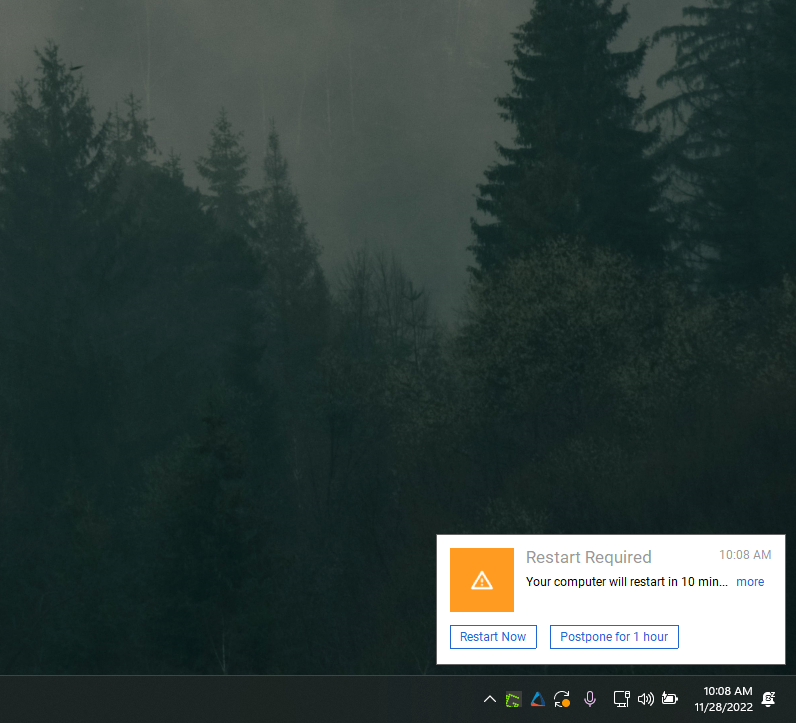 Restart Required
10:08 AM
Your computer will restart in 10 min... more
Restart Now
Postpone for 1 hour
10:08 AM
11/28/2022